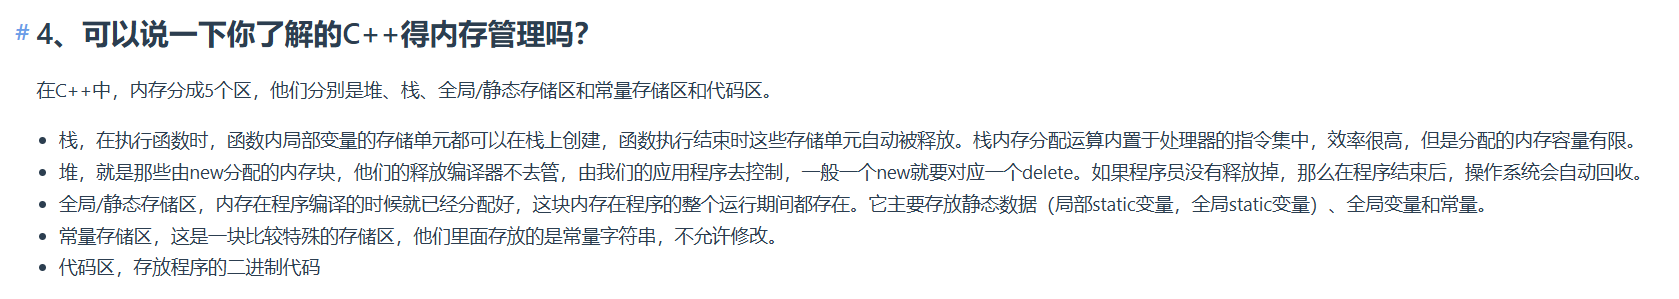 # 4、可以说一下你了解的C++得内存管理吗？
在C++中，内存分成5个区，他们分别是堆、栈、全局/静态存储区和常量存储区和代码区。
• 栈，在执行函数时，函数内局部变量的存储单元都可以在栈上创建，函数执行结束时这些存储单元自动被释放。栈内存分配运算内置于处理器的指令集中，效率很高，但是分配的内存容量有限。
• 堆，就是那些由new分配的内存块，他们的释放编译器不去管，由我们的应用程序去控制，一般一个new就要对应一个delete。如果程序员没有释放掉，那么在程序结束后，操作系统会自动回收。
• 全局/静态存储区，内存在程序编译的时候就已经分配好，这块内存在程序的整个运行期间都存在。它主要存放静态数据（局部static变量，全局static变量）、全局变量和常量。
• 常量存储区，这是一块比较特殊的存储区，他们里面存放的是常量字符串，不允许修改。
• 代码区，存放程序的二进制代码